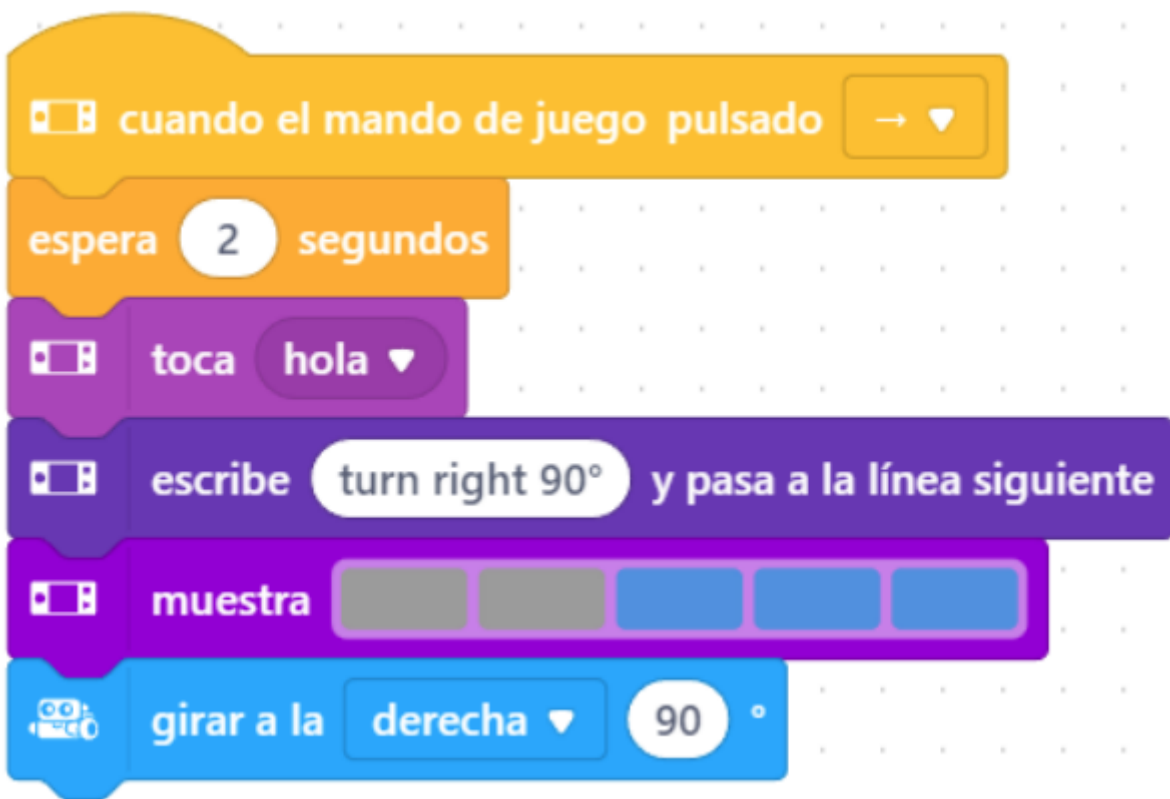 cuando el mando de juego pulsado →
espera 2 segundos
toca hola
escribe turn right 90° y pasa a la línea siguiente
muestra
girar a la derecha 90 °